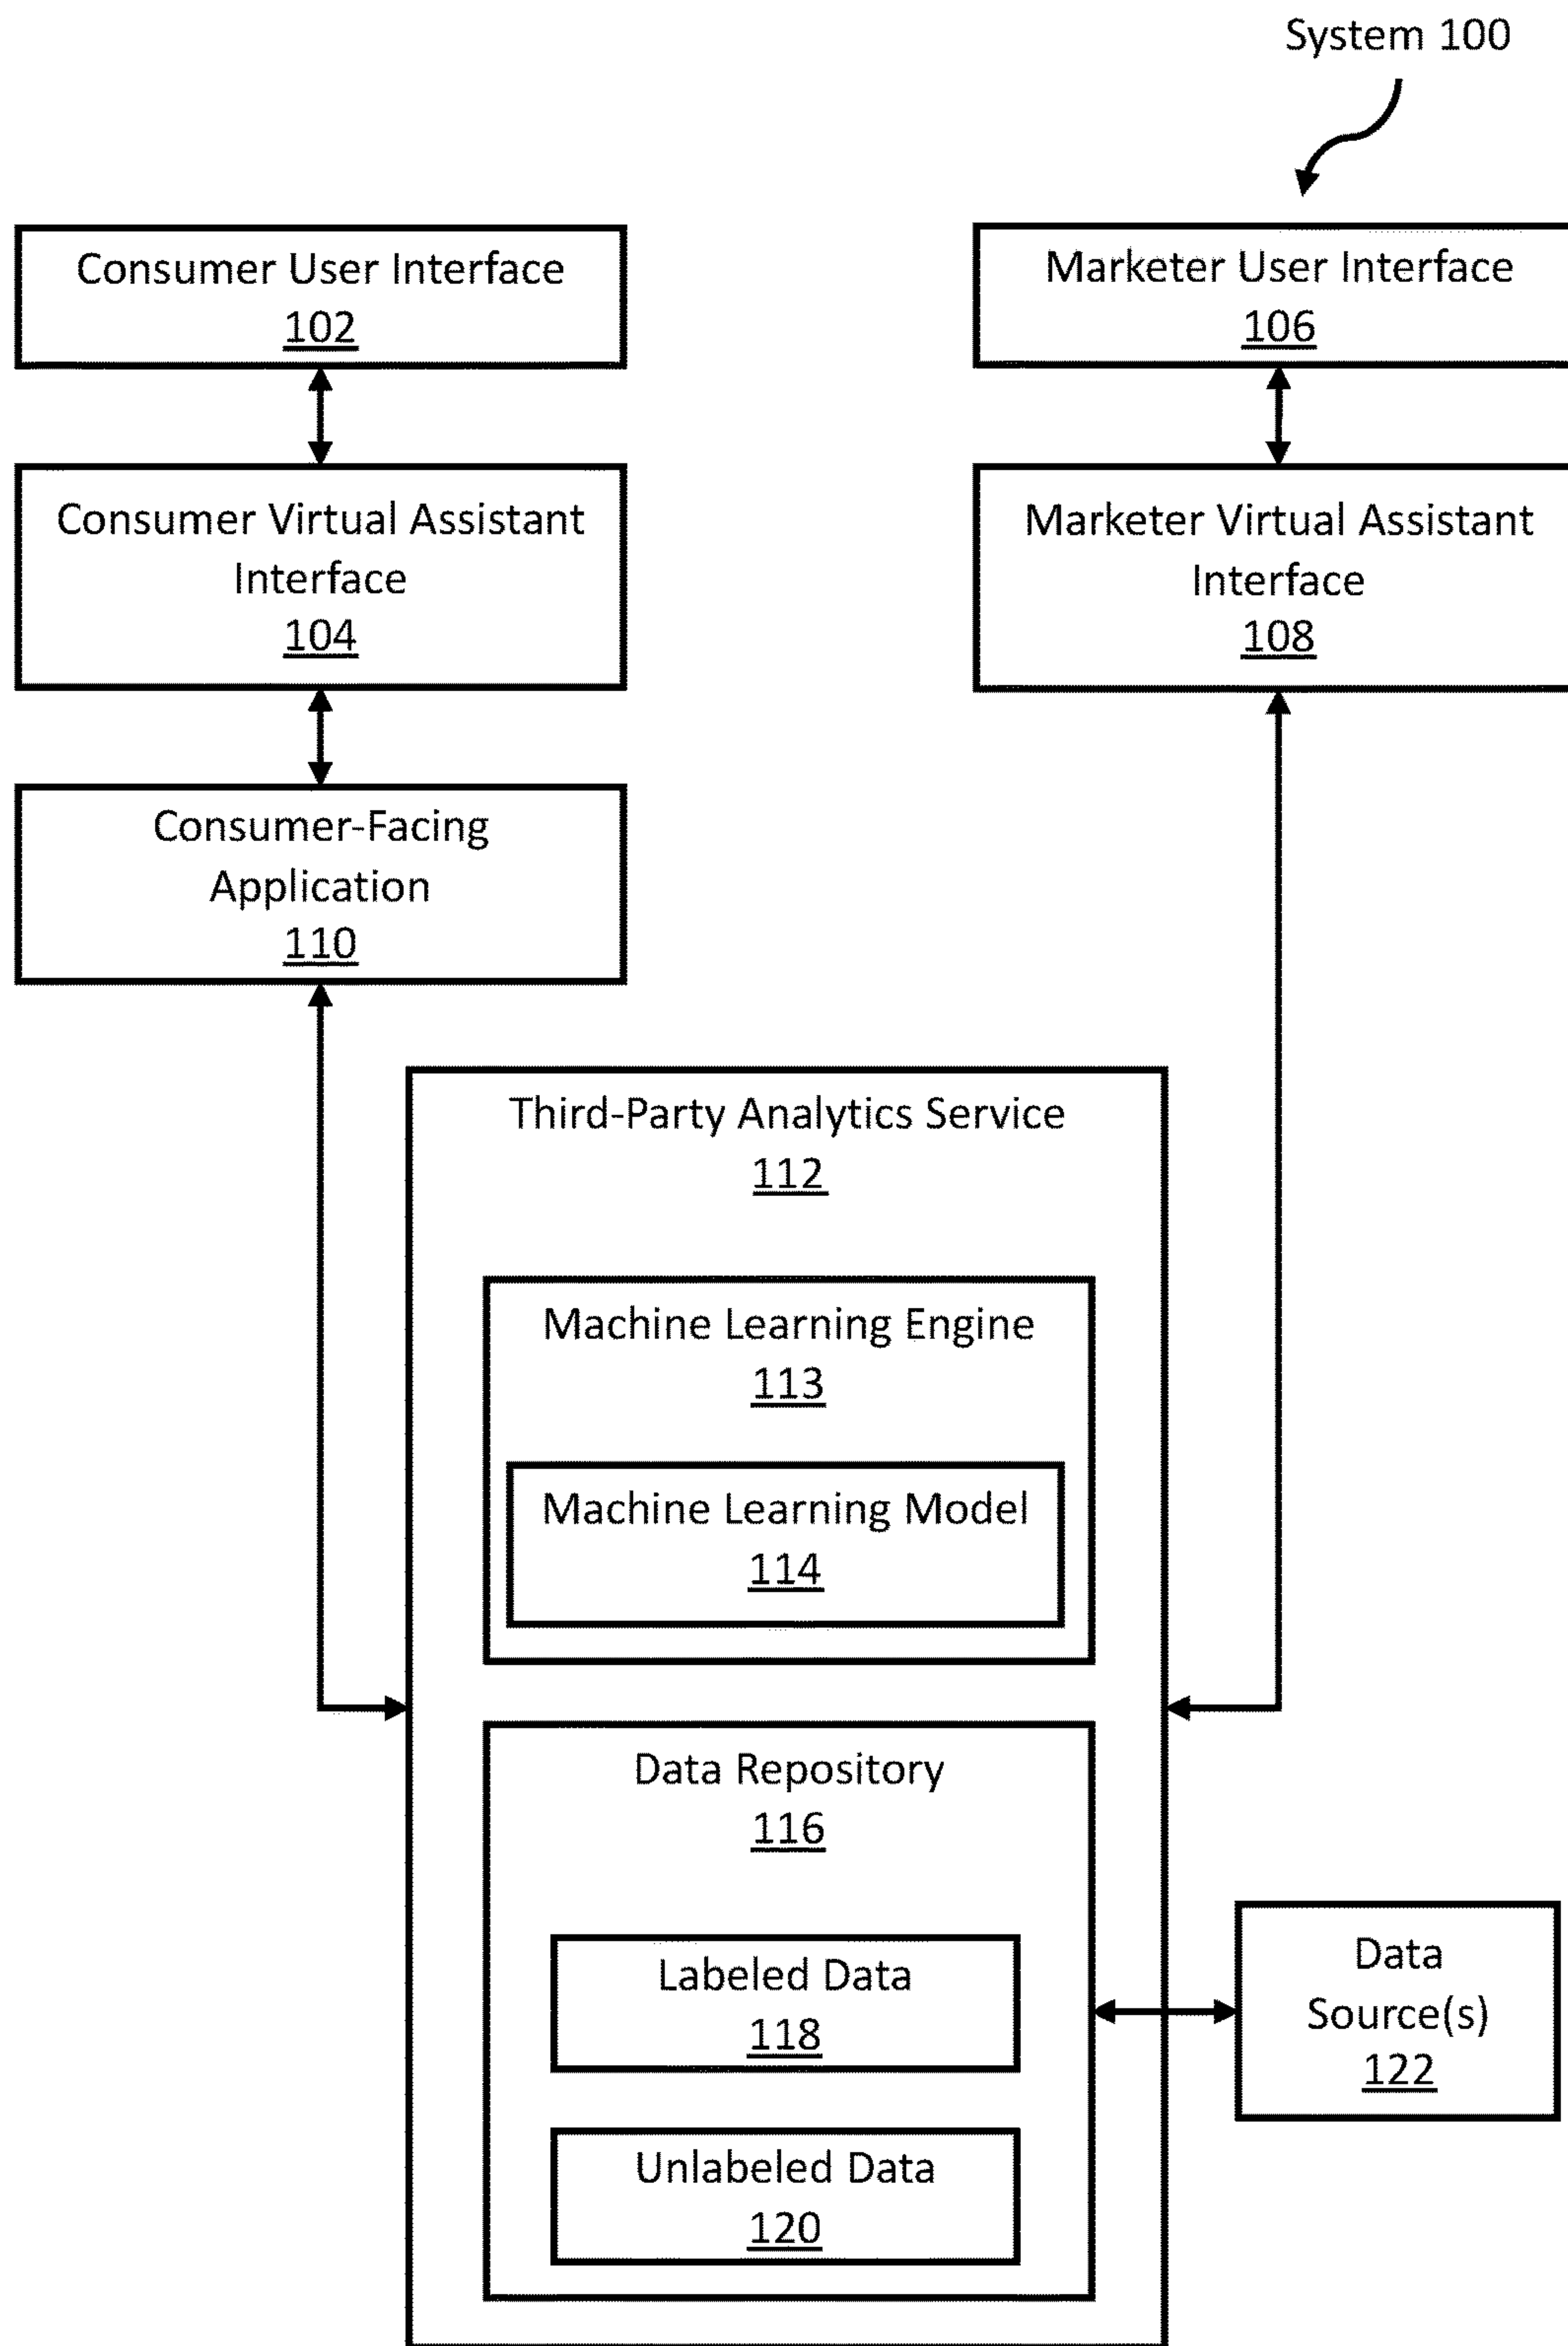 System 100
Consumer User Interface
102
Marketer User Interface
106
Consumer Virtual Assistant
Interface
104
Marketer Virtual Assistant
Interface
108
Consumer-Facing
Application
110
Third-Party Analytics Service
112
Machine Learning Engine
113
Machine Learning Model
114
Data Repository
116
Labeled Data
118
Unlabeled Data
120
Data
Source(s)
122